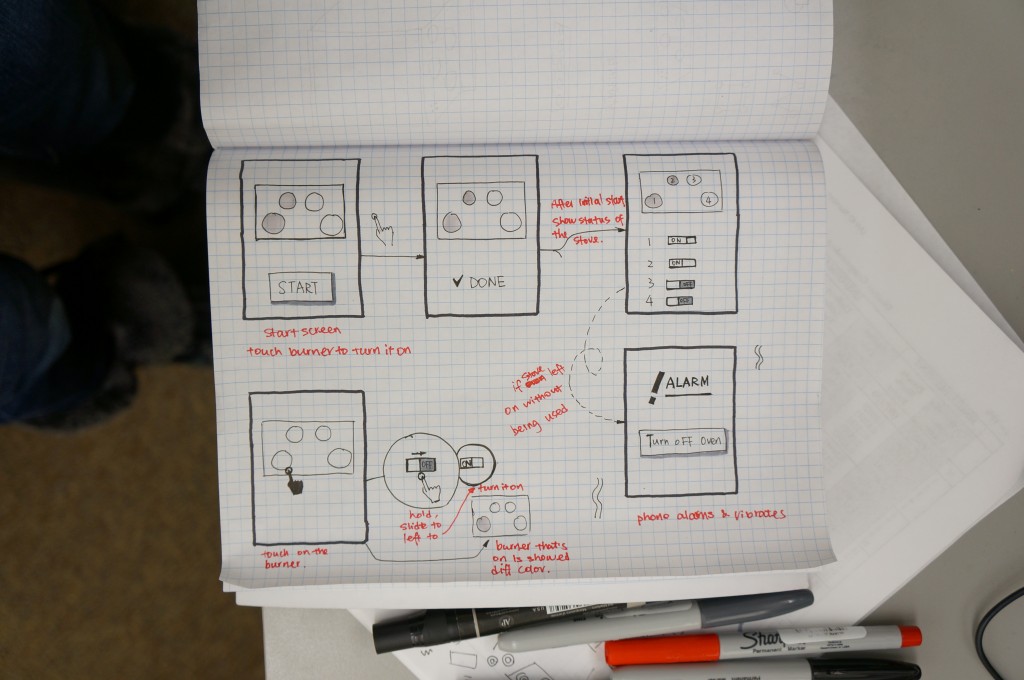 START
start screen
touch burner to turn it on
✓ DONE
After initial start,
show status of
the stove.
1
2
3
4
1 ON
2 ON
3 OFF
4 OFF
if stove left
on without
being used
! ALARM
Turn off oven
phone alarms & vibrates
touch on the
burner.
OFF
hold,
slide to
left to
ON
turn it on
burner that's
on is showed
diff color.
Sharpie
Permanent Marker